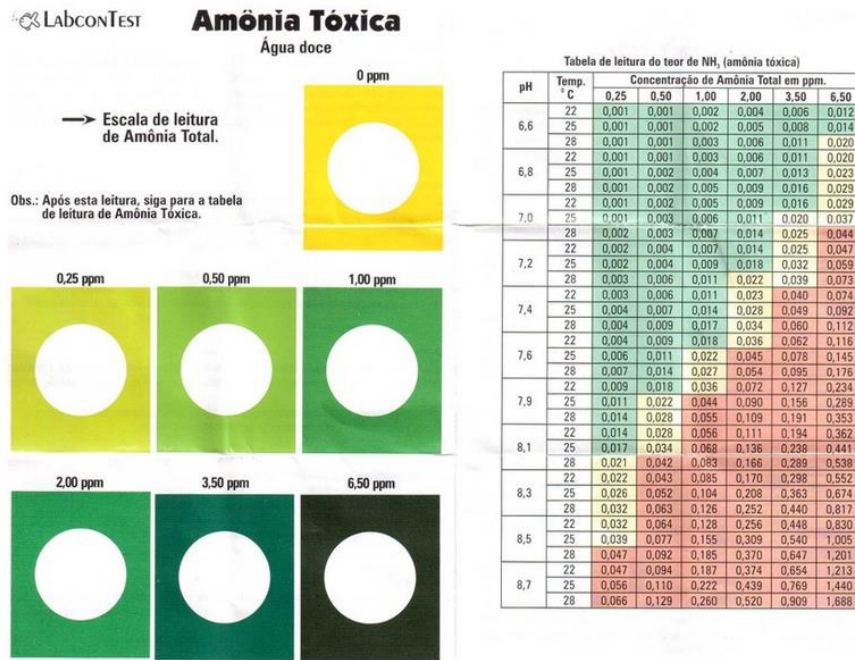 LABCONTEST
Amônia Tóxica
Água doce
0 ppm
Escala de leitura
de Amônia Total.
Obs.: Após esta leitura, siga para a tabela
de leitura de Amônia Tóxica.
0,25 ppm 0,50 ppm 1,00 ppm
2,00 ppm 3,50 ppm 6,50 ppm
Tabela de leitura do teor de NH₃ (amônia tóxica)
pH Temp. °C Concentração de Amônia Total em ppm.
0,25 0,50 1,00 2,00 3,50 6,50
6,6 22 0,001 0,001 0,002 0,004 0,006 0,012
25 0,001 0,001 0,002 0,005 0,008 0,014
28 0,001 0,001 0,003 0,006 0,011 0,020
6,8 22 0,001 0,001 0,003 0,006 0,011 0,020
25 0,001 0,002 0,004 0,007 0,013 0,023
28 0,001 0,002 0,005 0,009 0,016 0,029
7,0 22 0,001 0,002 0,005 0,009 0,016 0,029
25 0,001 0,003 0,006 0,011 0,020 0,037
28 0,002 0,003 0,007 0,014 0,025 0,044
7,2 22 0,002 0,004 0,007 0,014 0,025 0,047
25 0,002 0,004 0,009 0,018 0,032 0,059
28 0,003 0,006 0,011 0,022 0,039 0,073
7,4 22 0,003 0,006 0,011 0,023 0,040 0,074
25 0,004 0,007 0,014 0,028 0,049 0,092
28 0,004 0,009 0,017 0,034 0,060 0,112
7,6 22 0,004 0,009 0,018 0,036 0,062 0,116
25 0,006 0,011 0,022 0,045 0,078 0,145
28 0,007 0,014 0,027 0,054 0,095 0,176
7,9 22 0,009 0,018 0,036 0,072 0,127 0,234
25 0,011 0,022 0,044 0,090 0,156 0,289
28 0,014 0,028 0,055 0,109 0,191 0,353
8,1 22 0,014 0,028 0,056 0,111 0,194 0,362
25 0,017 0,034 0,068 0,136 0,238 0,441
28 0,021 0,042 0,083 0,166 0,289 0,538
8,3 22 0,022 0,043 0,085 0,170 0,298 0,552
25 0,026 0,052 0,104 0,208 0,363 0,674
28 0,032 0,063 0,126 0,252 0,440 0,817
8,5 22 0,032 0,064 0,128 0,256 0,448 0,830
25 0,039 0,077 0,155 0,309 0,540 1,005
28 0,047 0,092 0,185 0,370 0,647 1,201
8,7 22 0,047 0,094 0,187 0,374 0,654 1,213
25 0,056 0,110 0,222 0,439 0,769 1,440
28 0,066 0,129 0,260 0,520 0,909 1,688